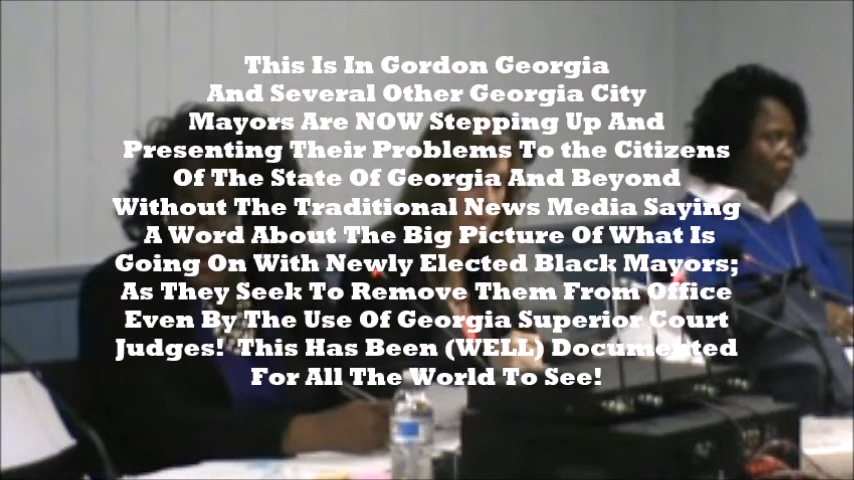 This Is In Gordon Georgia
And Several Other Georgia City
Mayors Are NOW Stepping Up And
Presenting Their Problems To the Citizens
Of The State Of Georgia And Beyond
Without The Traditional News Media Saying
A Word About The Big Picture Of What Is
Going On With Newly Elected Black Mayors;
As They Seek To Remove Them From Office
Even By The Use Of Georgia Superior Court
Judges!  This Has Been (WELL) Documented
For All The World To See!